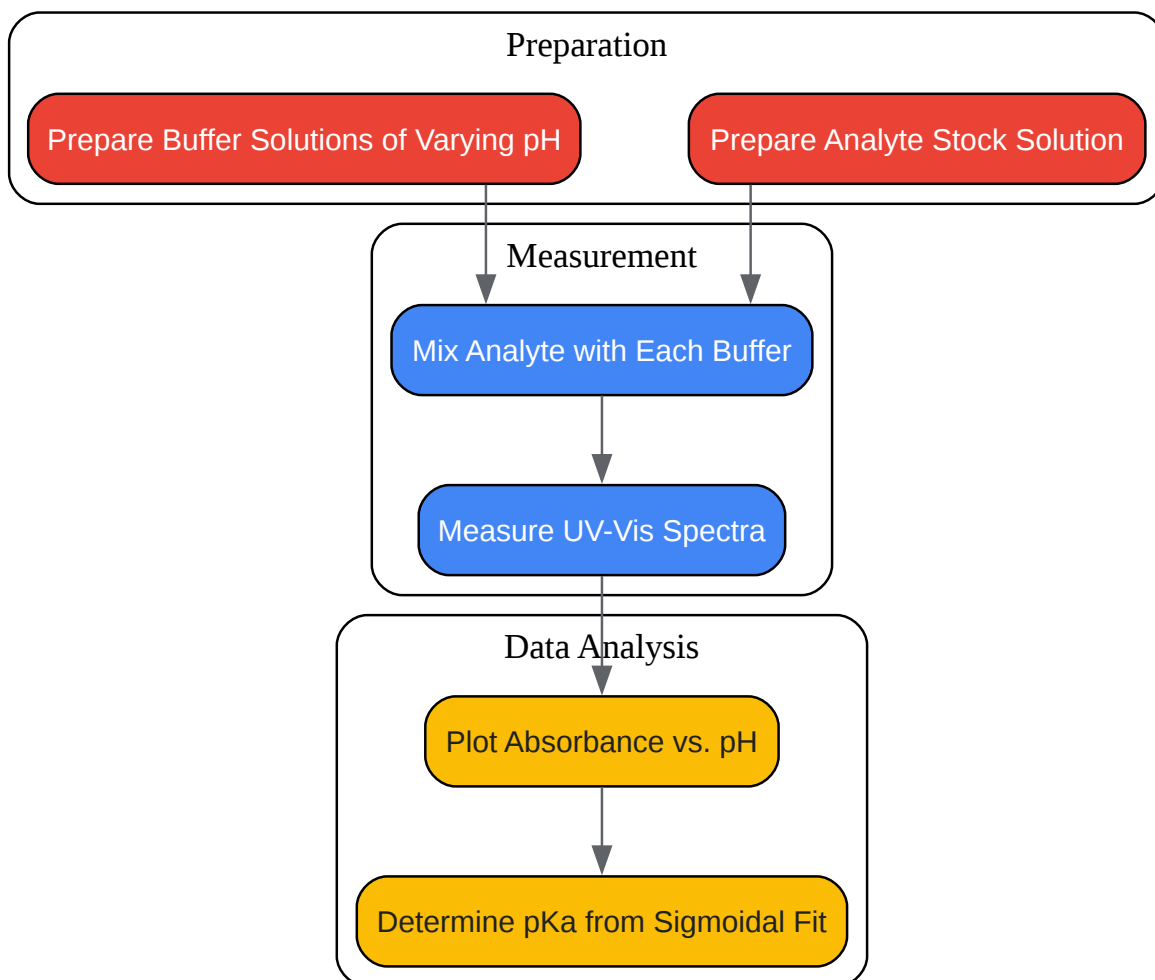 Preparation
Prepare Buffer Solutions of Varying pH
Prepare Analyte Stock Solution
Measurement
Mix Analyte with Each Buffer
Measure UV-Vis Spectra
Data Analysis
Plot Absorbance vs. pH
Determine pKa from Sigmoidal Fit